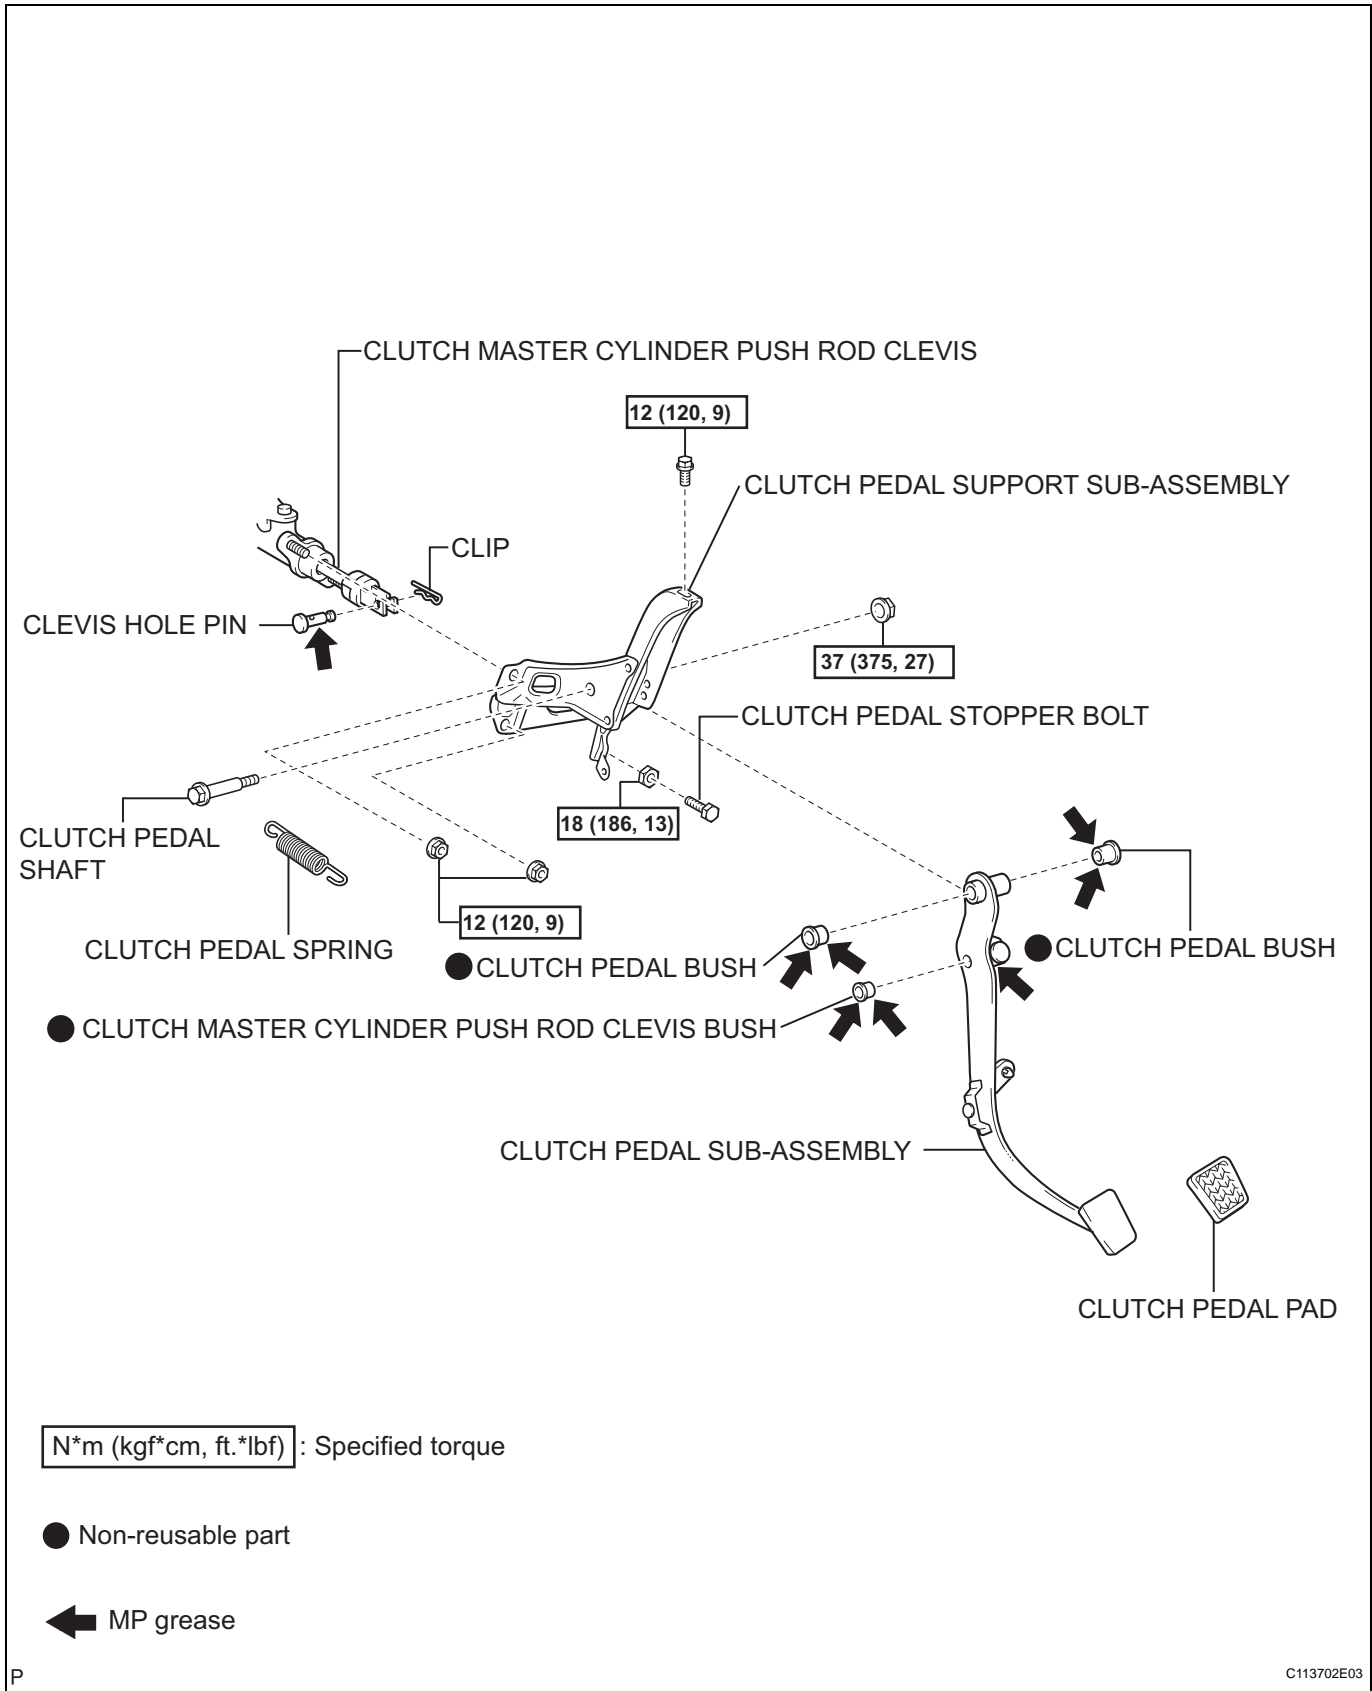 CLUTCH MASTER CYLINDER PUSH ROD CLEVIS
12 (120, 9)
CLUTCH PEDAL SUPPORT SUB-ASSEMBLY
CLIP
CLEVIS HOLE PIN
37 (375, 27)
CLUTCH PEDAL STOPPER BOLT
18 (186, 13)
CLUTCH PEDAL
SHAFT
12 (120, 9)
CLUTCH PEDAL SPRING
CLUTCH PEDAL BUSH
CLUTCH PEDAL BUSH
CLUTCH MASTER CYLINDER PUSH ROD CLEVIS BUSH
CLUTCH PEDAL SUB-ASSEMBLY
CLUTCH PEDAL PAD
N*m (kgf*cm, ft.*lbf) : Specified torque
Non-reusable part
MP grease
P
C113702E03